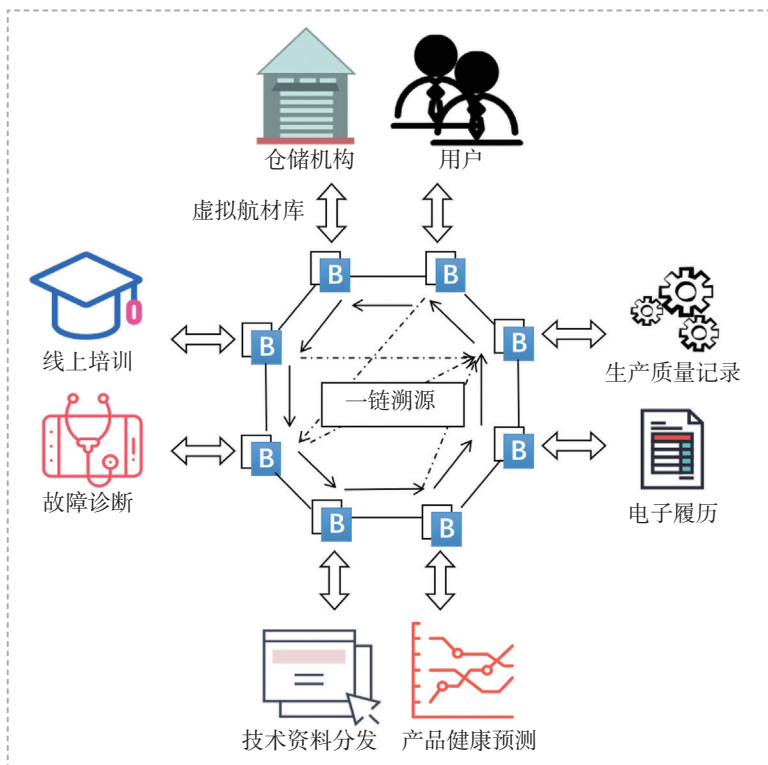 仓储机构
用户
虚拟航材库
B
B
线上培训
B
B
生产质量记录
一链溯源
故障诊断
B
B
电子履历
B
B
技术资料分发
产品健康预测